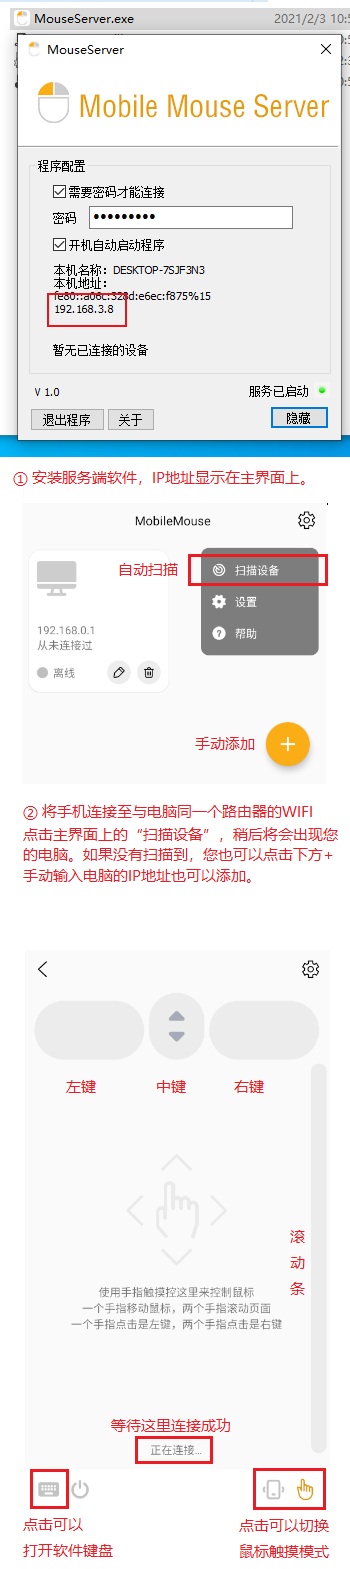 MouseServer.exe 2021/2/3 10:5
MouseServer
Mobile Mouse Server
程序配置
需要密码才能连接
密码 ●●●●●●●●●
开机自动启动程序
本机名称：DESKTOP-7SJF3N3
本机地址：
fe80::a06c:328d:e6ec:f875%15
192.168.3.8
暂无已连接的设备
V 1.0 服务已启动
退出程序 关于 隐藏
① 安装服务端软件，IP地址显示在主界面上。
MobileMouse
自动扫描 扫描设备
设置
192.168.0.1
帮助
从未连接过
离线
手动添加 +
② 将手机连接至与电脑同一个路由器的WIFI
点击主界面上的“扫描设备”，稍后将会出现您
的电脑。如果没有扫描到，您也可以点击下方+
手动输入电脑的IP地址也可以添加。
左键 中键 右键
滚
动
条
使用手指触摸控这里来控制鼠标
一个手指移动鼠标，两个手指滚动页面
一个手指点击是左键，两个手指点击是右键
等待这里连接成功
正在连接...
点击可以
打开软件键盘
点击可以切换
鼠标触摸模式